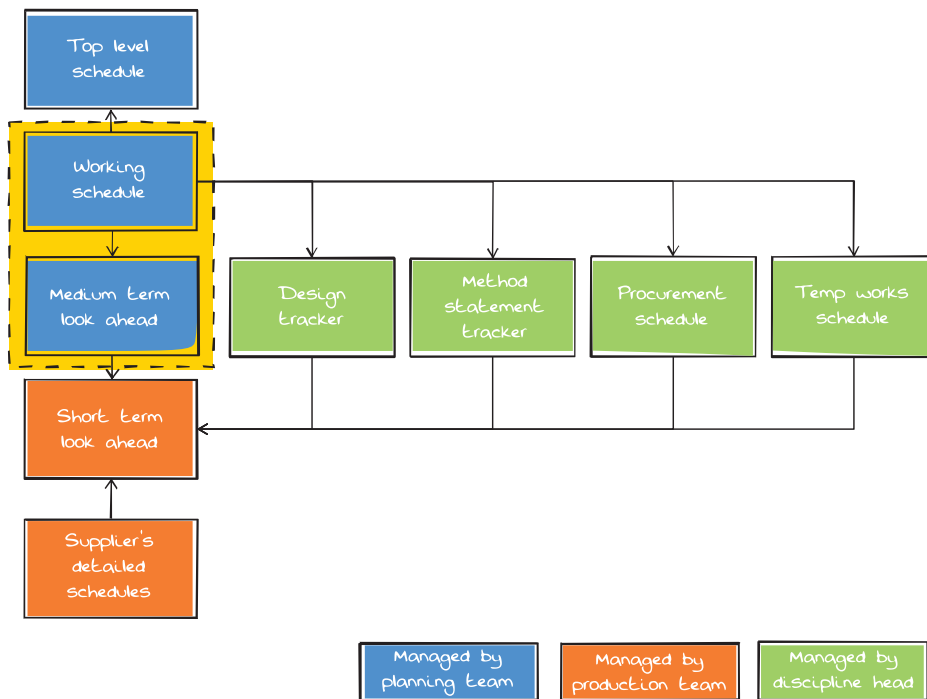 Top level
schedule
Working
schedule
Medium term
look ahead
Design
tracker
Method
statement
tracker
Procurement
schedule
Temp works
schedule
Short term
look ahead
Supplier's
detailed
schedules
Managed by
planning team
Managed by
production team
Managed by
discipline head